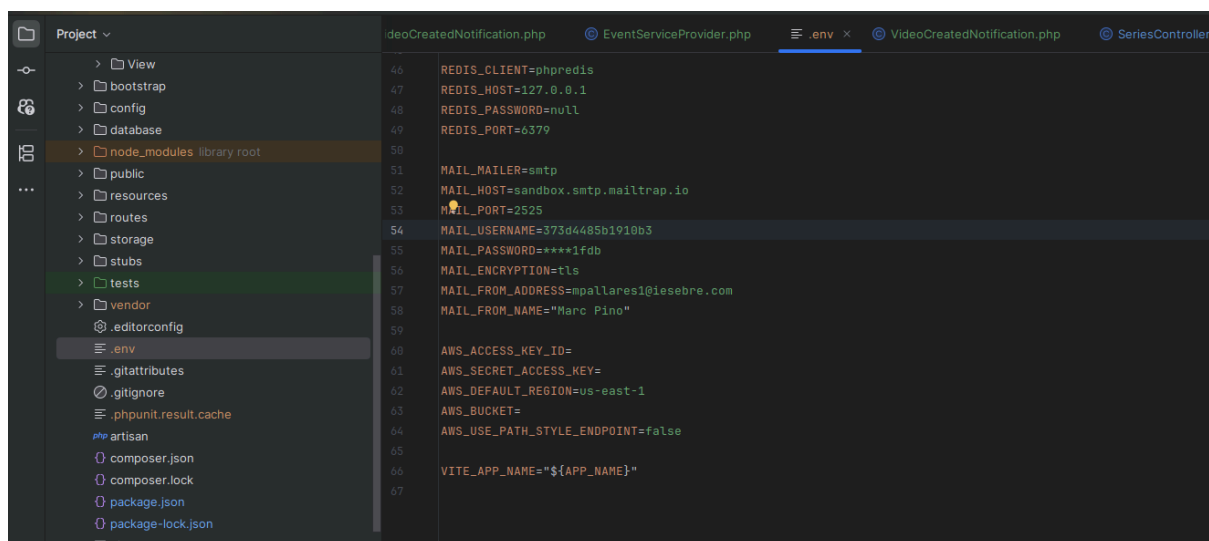 Project
View
bootstrap
config
database
node_modules library root
public
resources
routes
storage
stubs
tests
vendor
.editorconfig
.env
.gitattributes
.gitignore
.phpunit.result.cache
php artisan
{} composer.json
{} composer.lock
{} package.json
{} package-lock.json
ideoCreatedNotification.php
© EventServiceProvider.php
.env ×
© VideoCreatedNotification.php
© SeriesController
46 REDIS_CLIENT=phpredis
47 REDIS_HOST=127.0.0.1
48 REDIS_PASSWORD=null
49 REDIS_PORT=6379
50
51 MAIL_MAILER=smtp
52 MAIL_HOST=sandbox.smtp.mailtrap.io
53 MAIL_PORT=2525
54 MAIL_USERNAME=373d4485b1910b3
55 MAIL_PASSWORD=****1fdb
56 MAIL_ENCRYPTION=tls
57 MAIL_FROM_ADDRESS=mpallares1@iesebre.com
58 MAIL_FROM_NAME="Marc Pino"
59
60 AWS_ACCESS_KEY_ID=
61 AWS_SECRET_ACCESS_KEY=
62 AWS_DEFAULT_REGION=us-east-1
63 AWS_BUCKET=
64 AWS_USE_PATH_STYLE_ENDPOINT=false
65
66 VITE_APP_NAME="${APP_NAME}"
67